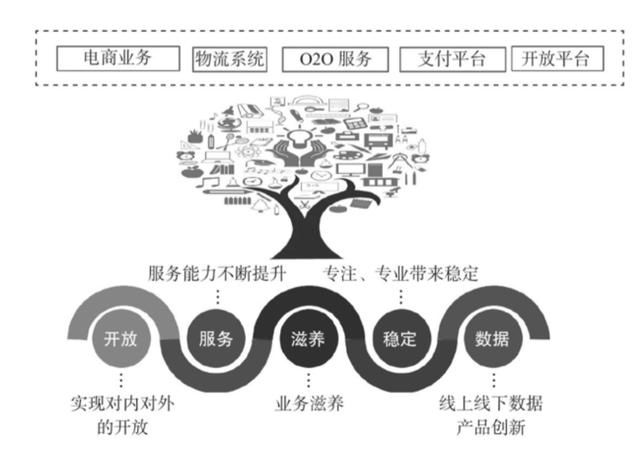 电商业务 物流系统 O2O 服务 支付平台 开放平台
服务能力不断提升 专注、专业带来稳定
开放 服务 滋养 稳定 数据
实现对内对外 业务滋养 线上线下数据
的开放 产品创新